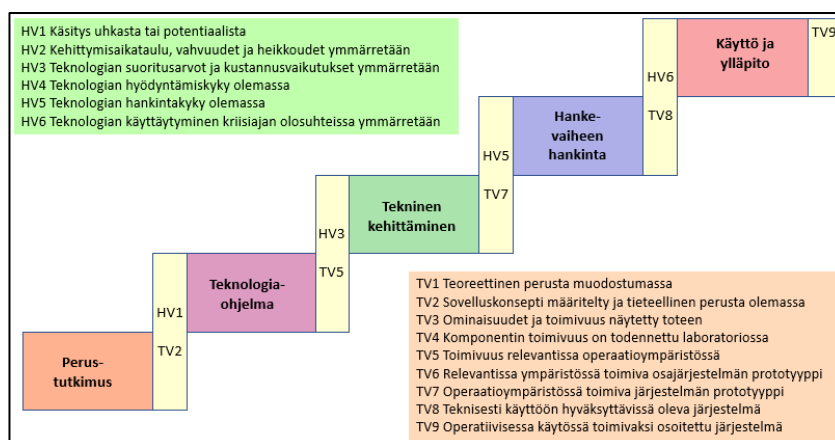 HV1 Käsitys uhkasta tai potentiaalista
HV2 Kehittymisaikataulu, vahvuudet ja heikkoudet ymmärretään
HV3 Teknologian suoritusarvot ja kustannusvaikutukset ymmärretään
HV4 Teknologian hyödyntämiskyky olemassa
HV5 Teknologian hankintakyky olemassa
HV6 Teknologian käyttäytyminen kriisiajan olosuhteissa ymmärretään
Perus-
tutkimus
HV1
TV2
Teknologia-
ohjelma
HV3
TV5
Tekninen
kehittäminen
HV5
TV7
Hanke-
vaiheen
hankinta
HV6
TV8
Käyttö ja
ylläpito
TV9
TV1 Teoreettinen perusta muodostumassa
TV2 Sovelluskonsepti määritelty ja tieteellinen perusta olemassa
TV3 Ominaisuudet ja toimivuus näytetty toteen
TV4 Komponentin toimivuus on todennettu laboratoriossa
TV5 Toimivuus relevantissa operaatioympäristössä
TV6 Relevantissa ympäristössä toimiva osajärjestelmän prototyyppi
TV7 Operaatioympäristössä toimiva järjestelmän prototyyppi
TV8 Teknisesti käyttöön hyväksyttävissä oleva järjestelmä
TV9 Operatiivisessa käytössä toimivaksi osoitettu järjestelmä